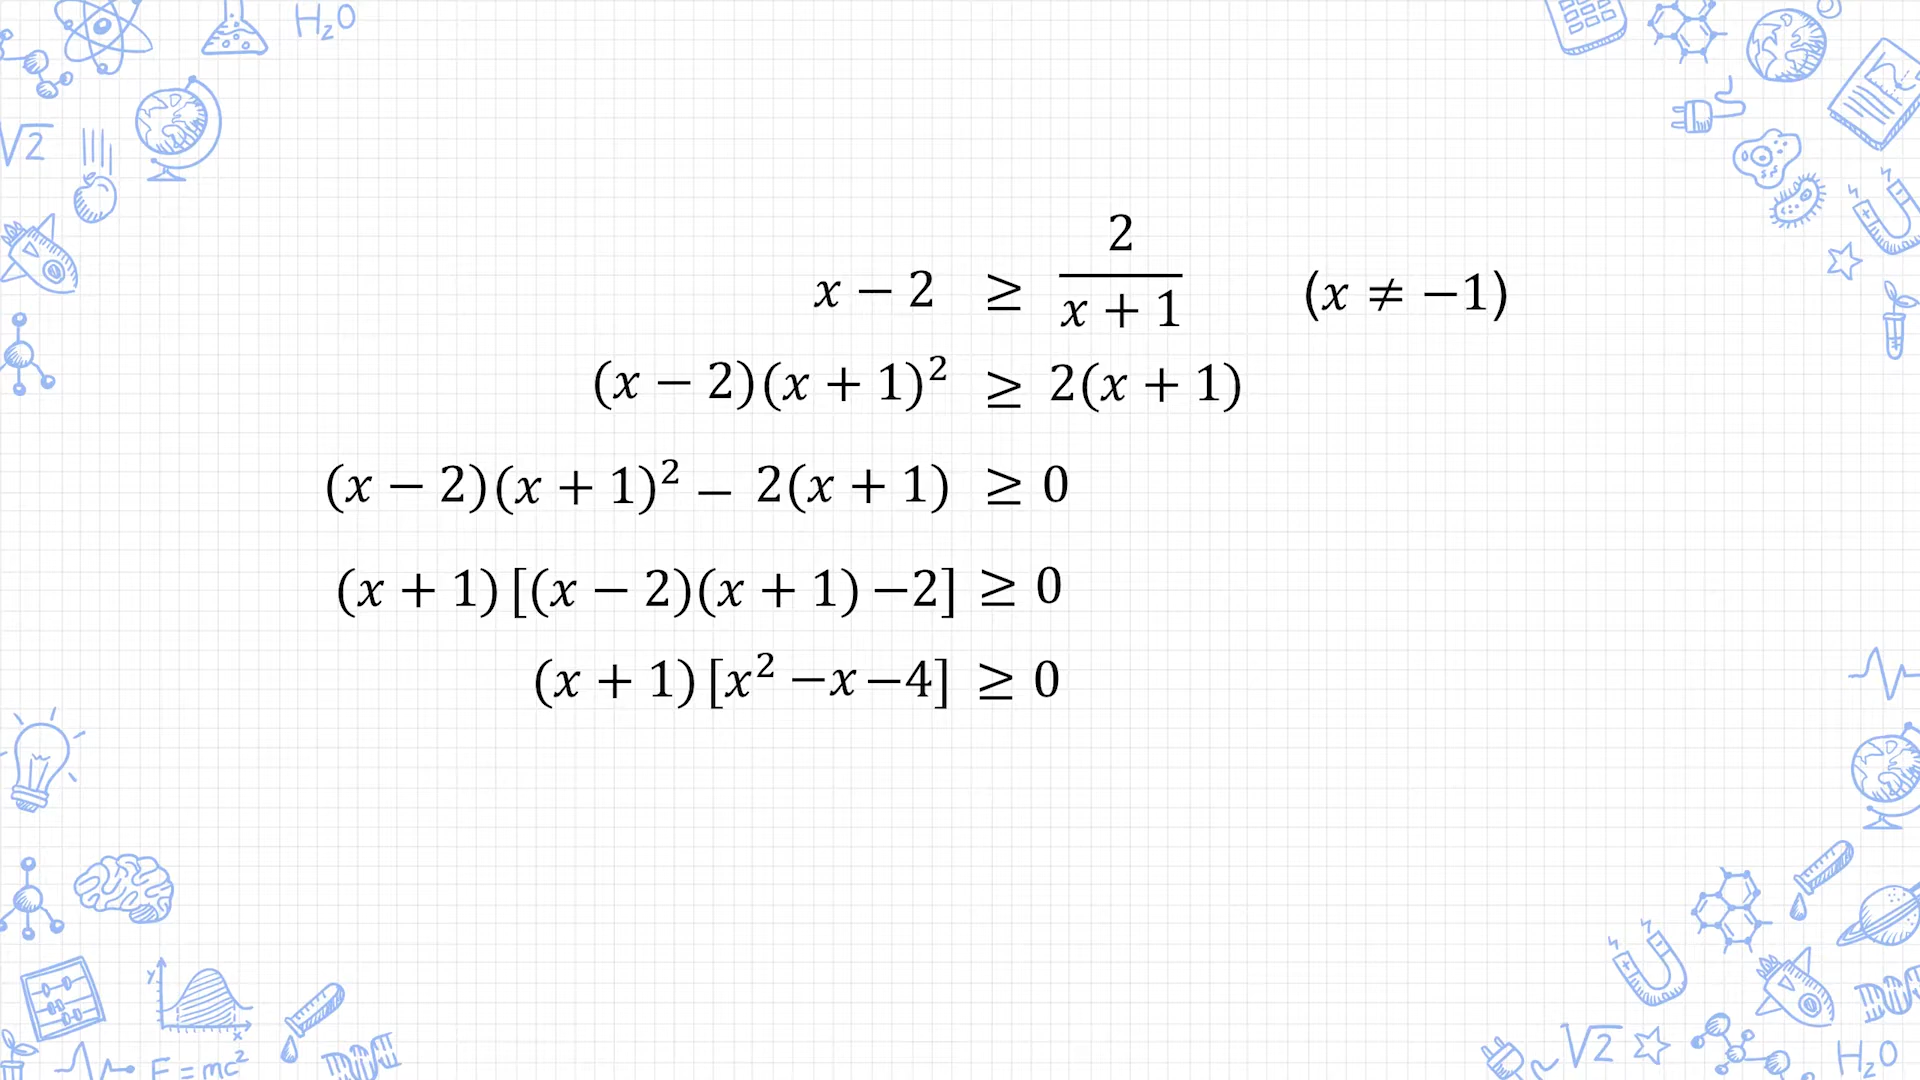 H₂O
√2
x − 2 ≥ 2/(x + 1) (x ≠ −1)
(x − 2)(x + 1)² ≥ 2(x + 1)
(x − 2)(x + 1)² − 2(x + 1) ≥ 0
(x + 1)[(x − 2)(x + 1) −2] ≥ 0
(x + 1)[x² −x −4] ≥ 0
y
x
E = mc²
√2
H₂O